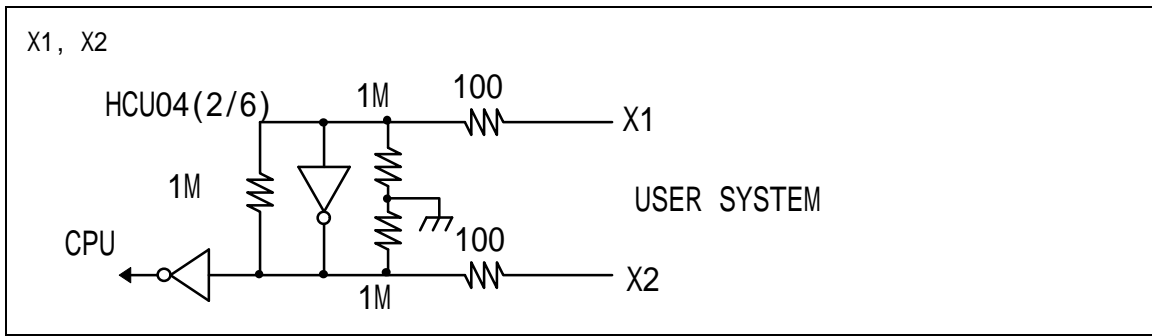 X1, X2
HCU04(2/6) 1M 100 X1
1M USER SYSTEM
CPU 100
1M X2